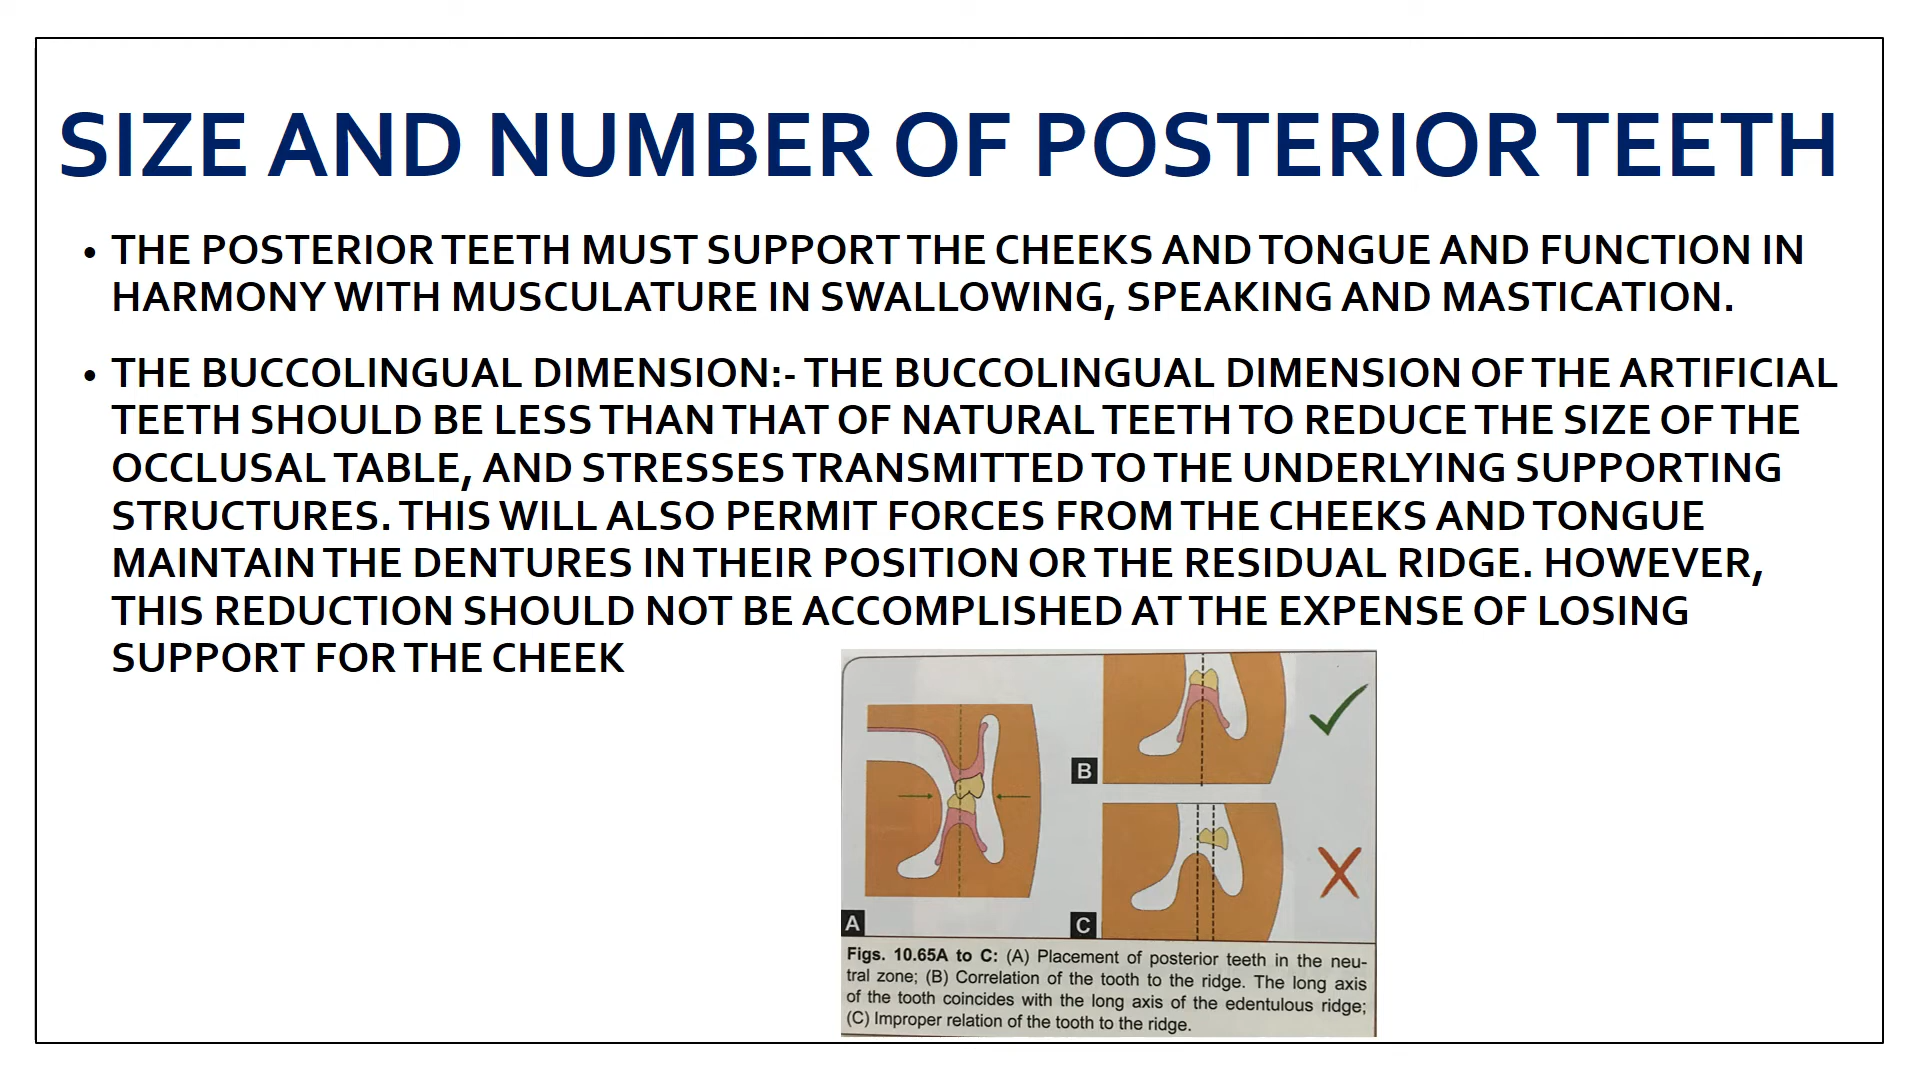 SIZE AND NUMBER OF POSTERIOR TEETH
• THE POSTERIOR TEETH MUST SUPPORT THE CHEEKS AND TONGUE AND FUNCTION IN
HARMONY WITH MUSCULATURE IN SWALLOWING, SPEAKING AND MASTICATION.
• THE BUCCOLINGUAL DIMENSION:- THE BUCCOLINGUAL DIMENSION OF THE ARTIFICIAL
TEETH SHOULD BE LESS THAN THAT OF NATURAL TEETH TO REDUCE THE SIZE OF THE
OCCLUSAL TABLE, AND STRESSES TRANSMITTED TO THE UNDERLYING SUPPORTING
STRUCTURES. THIS WILL ALSO PERMIT FORCES FROM THE CHEEKS AND TONGUE
MAINTAIN THE DENTURES IN THEIR POSITION OR THE RESIDUAL RIDGE. HOWEVER,
THIS REDUCTION SHOULD NOT BE ACCOMPLISHED AT THE EXPENSE OF LOSING
SUPPORT FOR THE CHEEK
B
A
C
Figs. 10.65A to C: (A) Placement of posterior teeth in the neu-
tral zone; (B) Correlation of the tooth to the ridge. The long axis
of the tooth coincides with the long axis of the edentulous ridge;
(C) Improper relation of the tooth to the ridge.